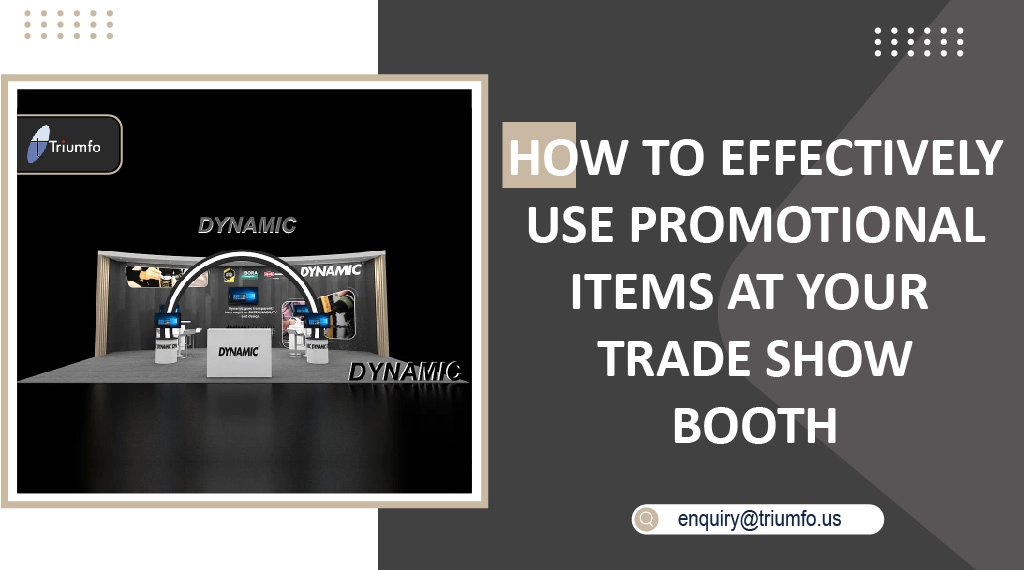 Triumfo
DYNAMIC
BORA
DYNAMIC
DYNAMIC
DYNAMIC
HOW TO EFFECTIVELY
USE PROMOTIONAL
ITEMS AT YOUR
TRADE SHOW
BOOTH
enquiry@triumfo.us